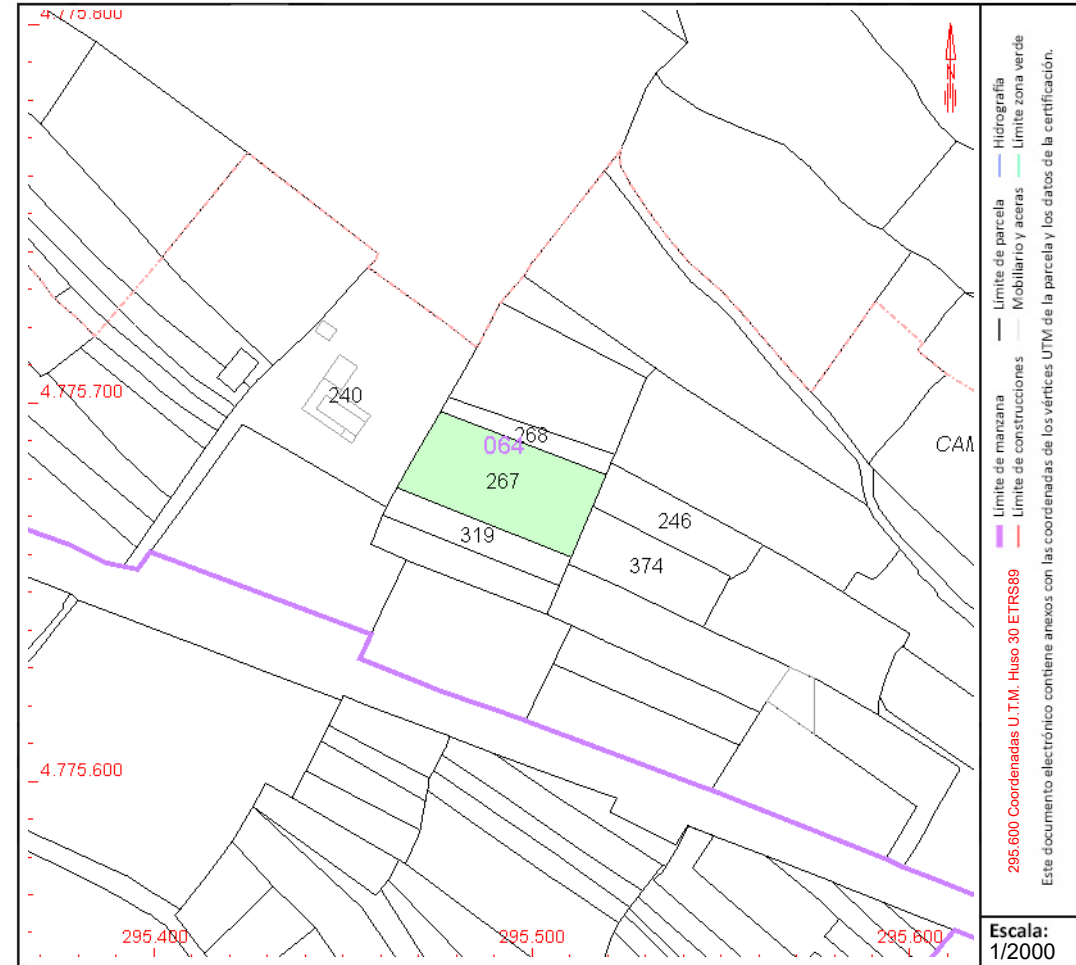 4.775.800
N
240
4.775.700
268
064
CAM
267
246
319
374
4.775.600
295.400
295.500
295.600
Hidrografía
Límite zona verde
Límite de parcela
Mobiliario y aceras
Límite de manzana
Límite de construcciones
295.600 Coordenadas U.T.M. Huso 30 ETRS89
Este documento electrónico contiene anexos con las coordenadas de los vértices UTM de la parcela y los datos de la certificación.
Escala:
1/2000